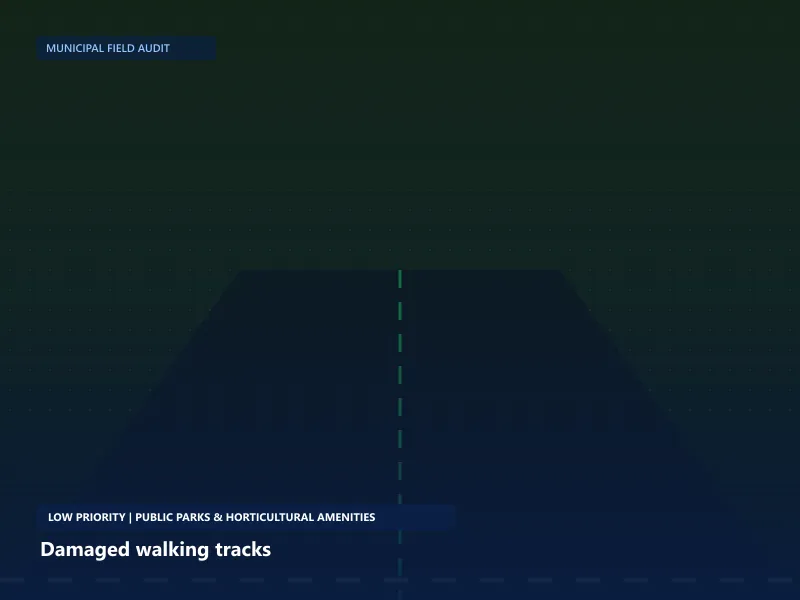 MUNICIPAL FIELD AUDIT
LOW PRIORITY | PUBLIC PARKS & HORTICULTURAL AMENITIES
Damaged walking tracks